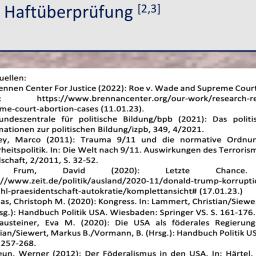 Haftüberprüfung [2,3]
uellen:
ennen Center For Justice (2022): Roe v. Wade and Supreme Court
: https://www.brennancenter.org/our-work/research-re
me-court-abortion-cases (11.01.23).
undeszentrale für politische Bildung/bpb (2021): Das politis
mationen zur politischen Bildung/izpb, 349, 4/2021.
ey, Marco (2011): Trauma 9/11 und die normative Ordnun
rheitspolitik. In: Die Welt nach 9/11. Auswirkungen des Terrorism
lschaft, 2/2011, S. 32-52.
Frum, David (2020): Letzte Chance.
://www.zeit.de/politik/ausland/2020-11/donald-trump-korruptio
hl-praesidentschaft-autokratie/komplettansicht# (17.01.23.)
as, Christoph M. (2020): Kongress. In: Lammert, Christian/Siewe
sg.): Handbuch Politik USA. Wiesbaden: Springer VS. S. 161-176.
austeiner, Eva M. (2020): Die USA als föderales Regierung
tian/Siewert, Markus B./Vormann, B. (Hrsg.): Handbuch Politik US
257-268.
eun, Werner (2012): Der Föderalismus in den USA. In: Härtel,